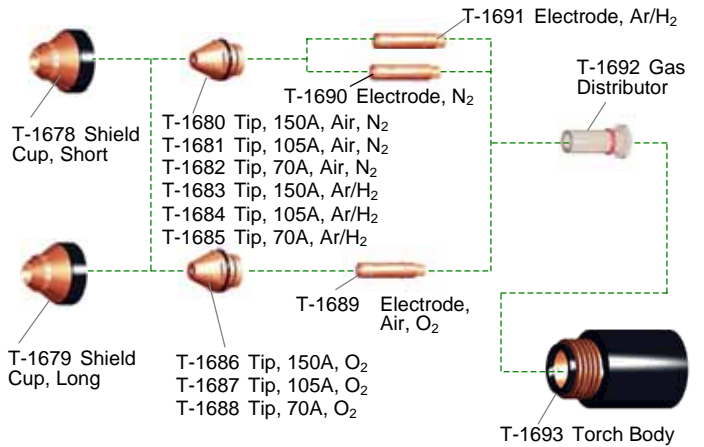 T-1691 Electrode, Ar/H₂
T-1692 Gas
Distributor
T-1690 Electrode, N₂
T-1678 Shield
Cup, Short
T-1680 Tip, 150A, Air, N₂
T-1681 Tip, 105A, Air, N₂
T-1682 Tip, 70A, Air, N₂
T-1683 Tip, 150A, Ar/H₂
T-1684 Tip, 105A, Ar/H₂
T-1685 Tip, 70A, Ar/H₂
T-1689 Electrode,
Air, O₂
T-1679 Shield
Cup, Long
T-1686 Tip, 150A, O₂
T-1687 Tip, 105A, O₂
T-1688 Tip, 70A, O₂
T-1693 Torch Body